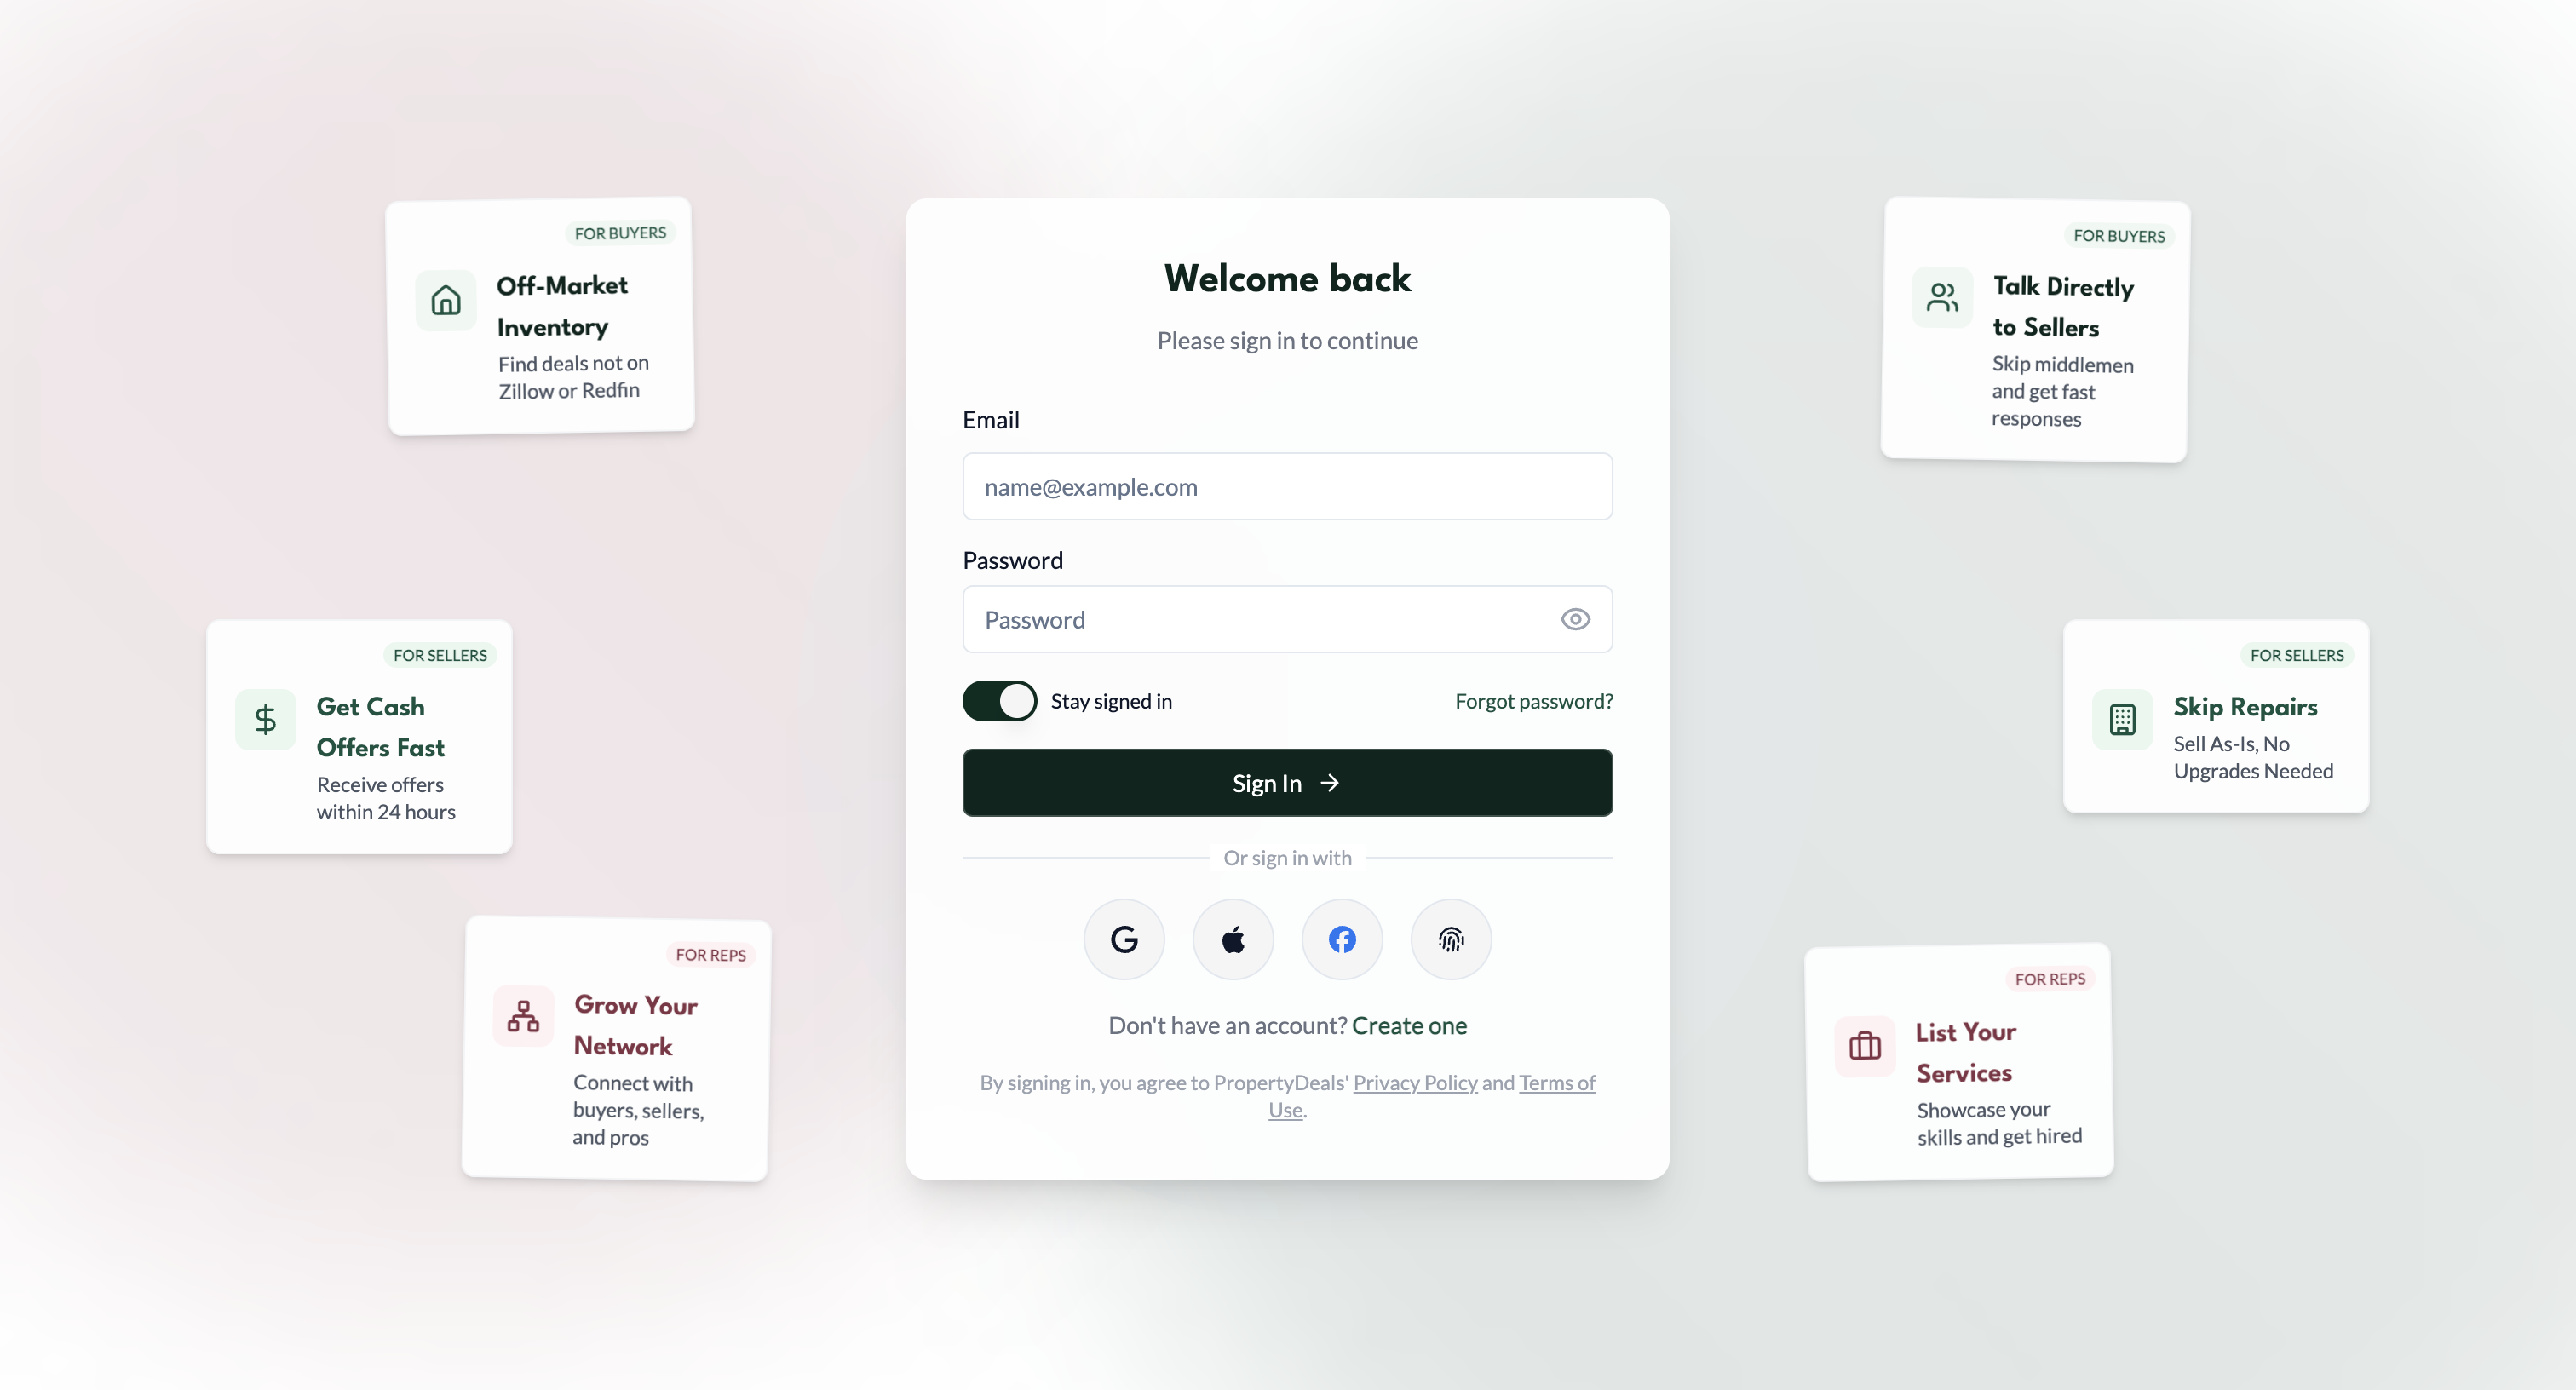 FOR BUYERS
Off-Market
Inventory
Find deals not on
Zillow or Redfin
FOR SELLERS
Get Cash
Offers Fast
Receive offers
within 24 hours
FOR REPS
Grow Your
Network
Connect with
buyers, sellers,
and pros
Welcome back
Please sign in to continue
Email
name@example.com
Password
Password
Stay signed in
Forgot password?
Sign In
Or sign in with
Don't have an account? Create one
By signing in, you agree to PropertyDeals' Privacy Policy and Terms of
Use.
FOR BUYERS
Talk Directly
to Sellers
Skip middlemen
and get fast
responses
FOR SELLERS
Skip Repairs
Sell As-Is, No
Upgrades Needed
FOR REPS
List Your
Services
Showcase your
skills and get hired